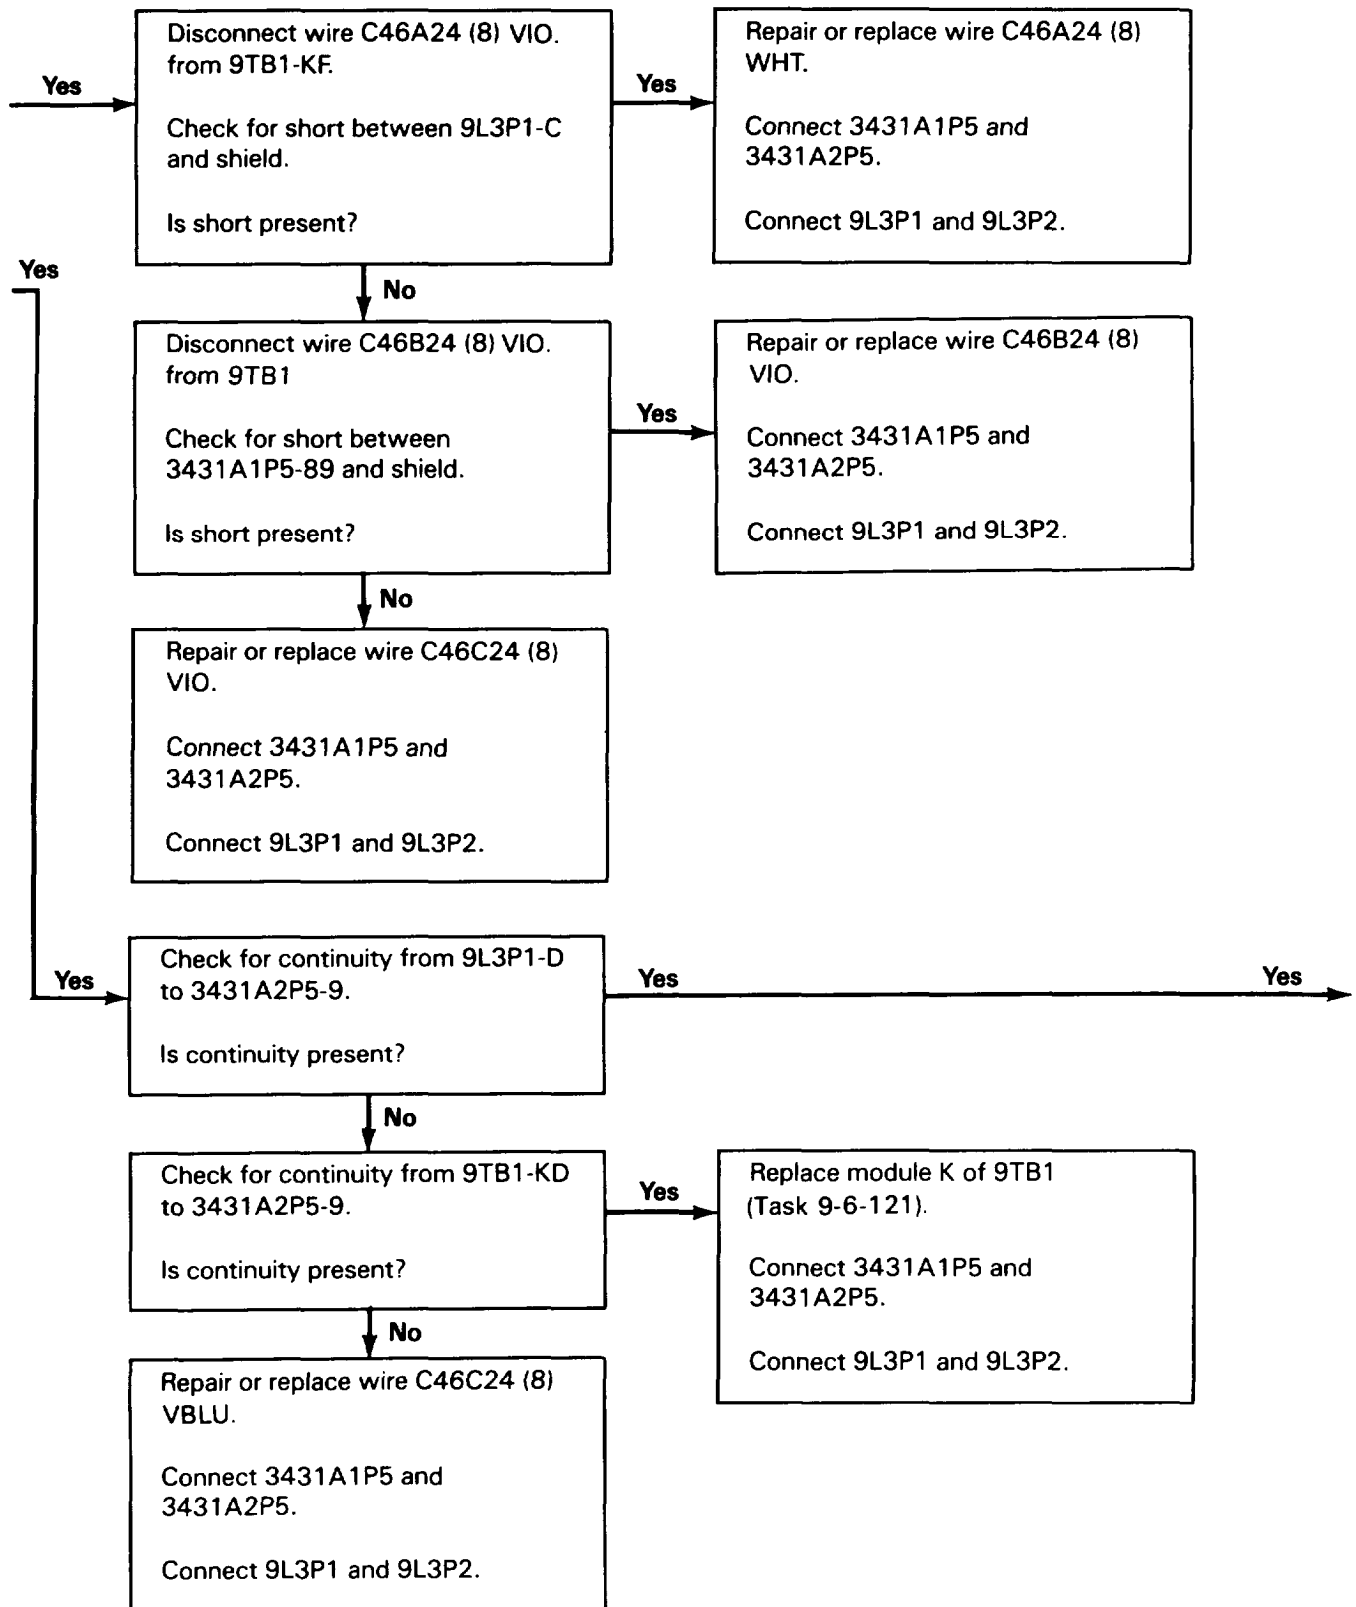 Yes
Disconnect wire C46A24 (8) VIO.
from 9TB1-KF.
Check for short between 9L3P1-C
and shield.
Is short present?
Yes
Repair or replace wire C46A24 (8)
WHT.
Connect 3431A1P5 and
3431A2P5.
Connect 9L3P1 and 9L3P2.
Yes
No
Disconnect wire C46B24 (8) VIO.
from 9TB1
Check for short between
3431A1P5-89 and shield.
Is short present?
Yes
Repair or replace wire C46B24 (8)
VIO.
Connect 3431A1P5 and
3431A2P5.
Connect 9L3P1 and 9L3P2.
No
Repair or replace wire C46C24 (8)
VIO.
Connect 3431A1P5 and
3431A2P5.
Connect 9L3P1 and 9L3P2.
Yes
Check for continuity from 9L3P1-D
to 3431A2P5-9.
Is continuity present?
Yes
Yes
No
Check for continuity from 9TB1-KD
to 3431A2P5-9.
Is continuity present?
Yes
Replace module K of 9TB1
(Task 9-6-121).
Connect 3431A1P5 and
3431A2P5.
Connect 9L3P1 and 9L3P2.
No
Repair or replace wire C46C24 (8)
VBLU.
Connect 3431A1P5 and
3431A2P5.
Connect 9L3P1 and 9L3P2.